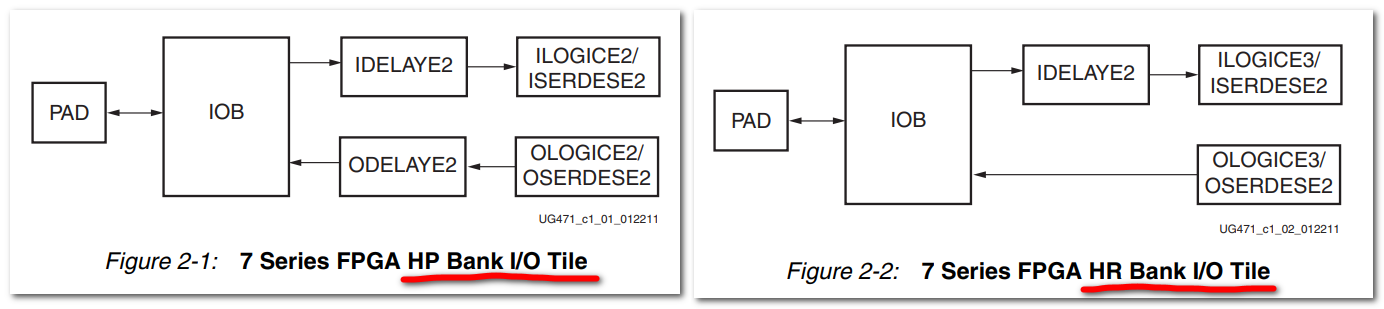 PAD
IOB
IDELAYE2
ILOGICE2/
ISERDESE2
ODELAYE2
OLOGICE2/
OSERDESE2
UG471_c1_01_012211
Figure 2-1: 7 Series FPGA HP Bank I/O Tile
PAD
IOB
IDELAYE2
ILOGICE3/
ISERDESE2
OLOGICE3/
OSERDESE2
UG471_c1_02_012211
Figure 2-2: 7 Series FPGA HR Bank I/O Tile